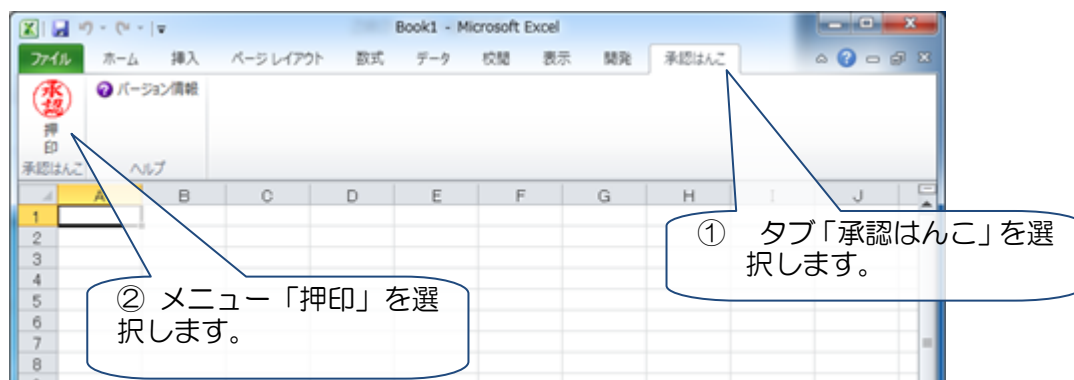 Book1 - Microsoft Excel
ファイル ホーム 挿入 ページ レイアウト 数式 データ 校閲 表示 開発 承認はんこ
承認
バージョン情報
押
印
承認はんこ ヘルプ
A B C D E F G H I J
1
2
3
4
5
6
7
8
① タブ「承認はんこ」を選
択します。
② メニュー「押印」を選
択します。